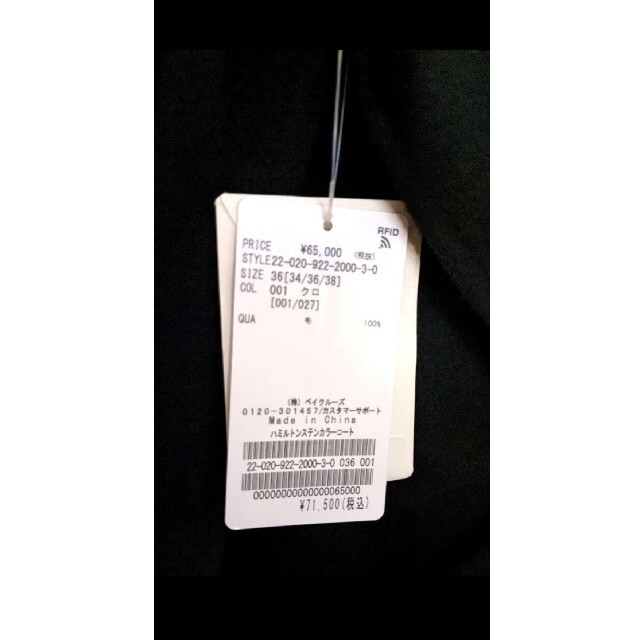 RFID
PRICE ¥65,000 (税抜)
STYLE22-020-922-2000-3-0
SIZE 36[34/36/38]
COL 001 クロ
[001/027]
QUA 毛 100%
(株) ベイクルーズ
0120-301457/カスタマーサポート
Made in China
ハミルトンステンカラーコート
22-020-922-2000-3-0 036 001
00000000000000065000
¥71,500(税込)